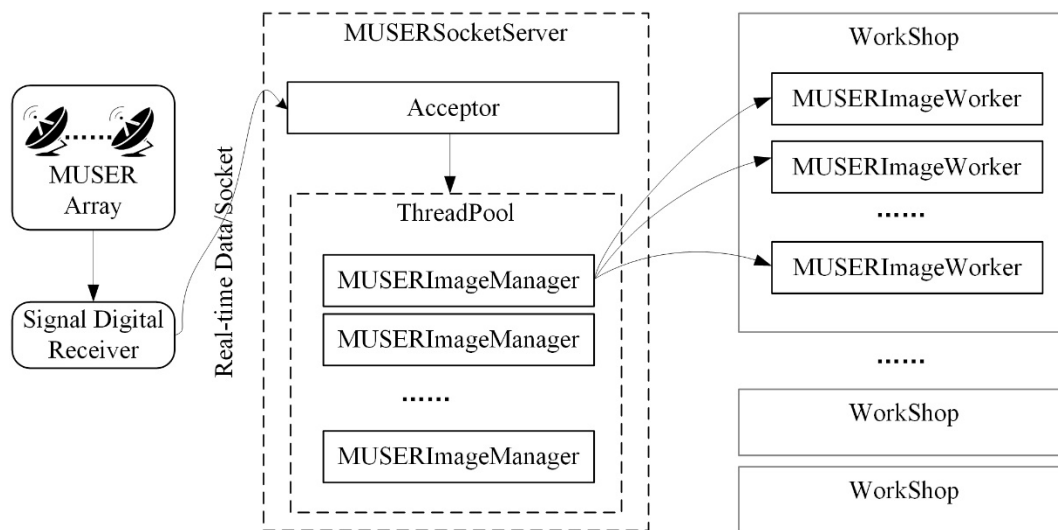 MUSER
Array
Signal Digital
Receiver
Real-time Data/Socket
MUSERSocketServer
Acceptor
ThreadPool
MUSERImageManager
MUSERImageManager
......
MUSERImageManager
WorkShop
MUSERImageWorker
MUSERImageWorker
......
MUSERImageWorker
......
WorkShop
WorkShop